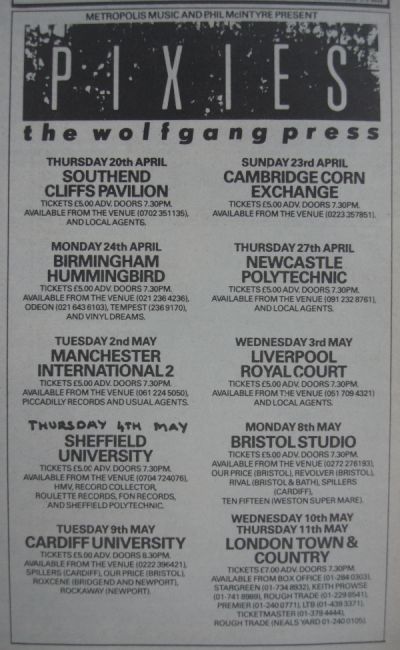 METROPOLIS MUSIC AND PHIL McINTYRE PRESENT
PIXIES
the wolfgang press
THURSDAY 20th APRIL
SOUTHEND
CLIFFS PAVILION
TICKETS £5.00 ADV. DOORS 7.30PM.
AVAILABLE FROM THE VENUE (0702 351135),
AND LOCAL AGENTS.
SUNDAY 23rd APRIL
CAMBRIDGE CORN
EXCHANGE
TICKETS £5.00 ADV. DOORS 7.30PM.
AVAILABLE FROM THE VENUE (0223 357851).
MONDAY 24th APRIL
BIRMINGHAM
HUMMINGBIRD
TICKETS £5.00 ADV. DOORS 7.30PM.
AVAILABLE FROM THE VENUE (021 236 4236),
ODEON (021 643 6103), TEMPEST (236 9170),
AND VINYL DREAMS.
THURSDAY 27th APRIL
NEWCASTLE
POLYTECHNIC
TICKETS £5.00 ADV. DOORS 7.30PM.
AVAILABLE FROM THE VENUE (091 232 8761),
AND LOCAL AGENTS.
TUESDAY 2nd MAY
MANCHESTER
INTERNATIONAL 2
TICKETS £5.00 ADV. DOORS 7.30PM.
AVAILABLE FROM THE VENUE (061 224 5050),
PICCADILLY RECORDS AND USUAL AGENTS.
WEDNESDAY 3rd MAY
LIVERPOOL
ROYAL COURT
TICKETS £5.00 ADV. DOORS 7.30PM.
AVAILABLE FROM THE VENUE (051 709 4321)
AND LOCAL AGENTS.
THURSDAY 4TH MAY
SHEFFIELD
UNIVERSITY
TICKETS £5.00 ADV. DOORS 7.30PM.
AVAILABLE FROM THE VENUE (0704 724076),
HMV, RECORD COLLECTOR,
ROULETTE RECORDS, FON RECORDS,
AND SHEFFIELD POLYTECHNIC.
MONDAY 8th MAY
BRISTOL STUDIO
TICKETS £5.00 ADV. DOORS 7.30PM.
AVAILABLE FROM THE VENUE (0272 276193),
OUR PRICE (BRISTOL), REVOLVER (BRISTOL),
RIVAL (BRISTOL & BATH), SPILLERS
(CARDIFF),
TEN FIFTEEN (WESTON SUPER MARE).
TUESDAY 9th MAY
CARDIFF UNIVERSITY
TICKETS £5.00 ADV. DOORS 8.30PM.
AVAILABLE FROM THE VENUE (0222 396421),
SPILLERS (CARDIFF), OUR PRICE (BRISTOL),
ROXCENE (BRIDGEND AND NEWPORT),
ROCKAWAY (NEWPORT).
WEDNESDAY 10th MAY
THURSDAY 11th MAY
LONDON TOWN &
COUNTRY
TICKETS £7.00 ADV. DOORS 7.30PM.
AVAILABLE FROM BOX OFFICE (01-284 0303),
STARGREEN (01-734 8932), KEITH PROWSE
(01-741 8989), ROUGH TRADE (01-229 8541),
PREMIER (01-240 0771), LTB (01-439 3371),
TICKETMASTER (01-379 4444),
ROUGH TRADE (NEALS YARD 01-240 0105).